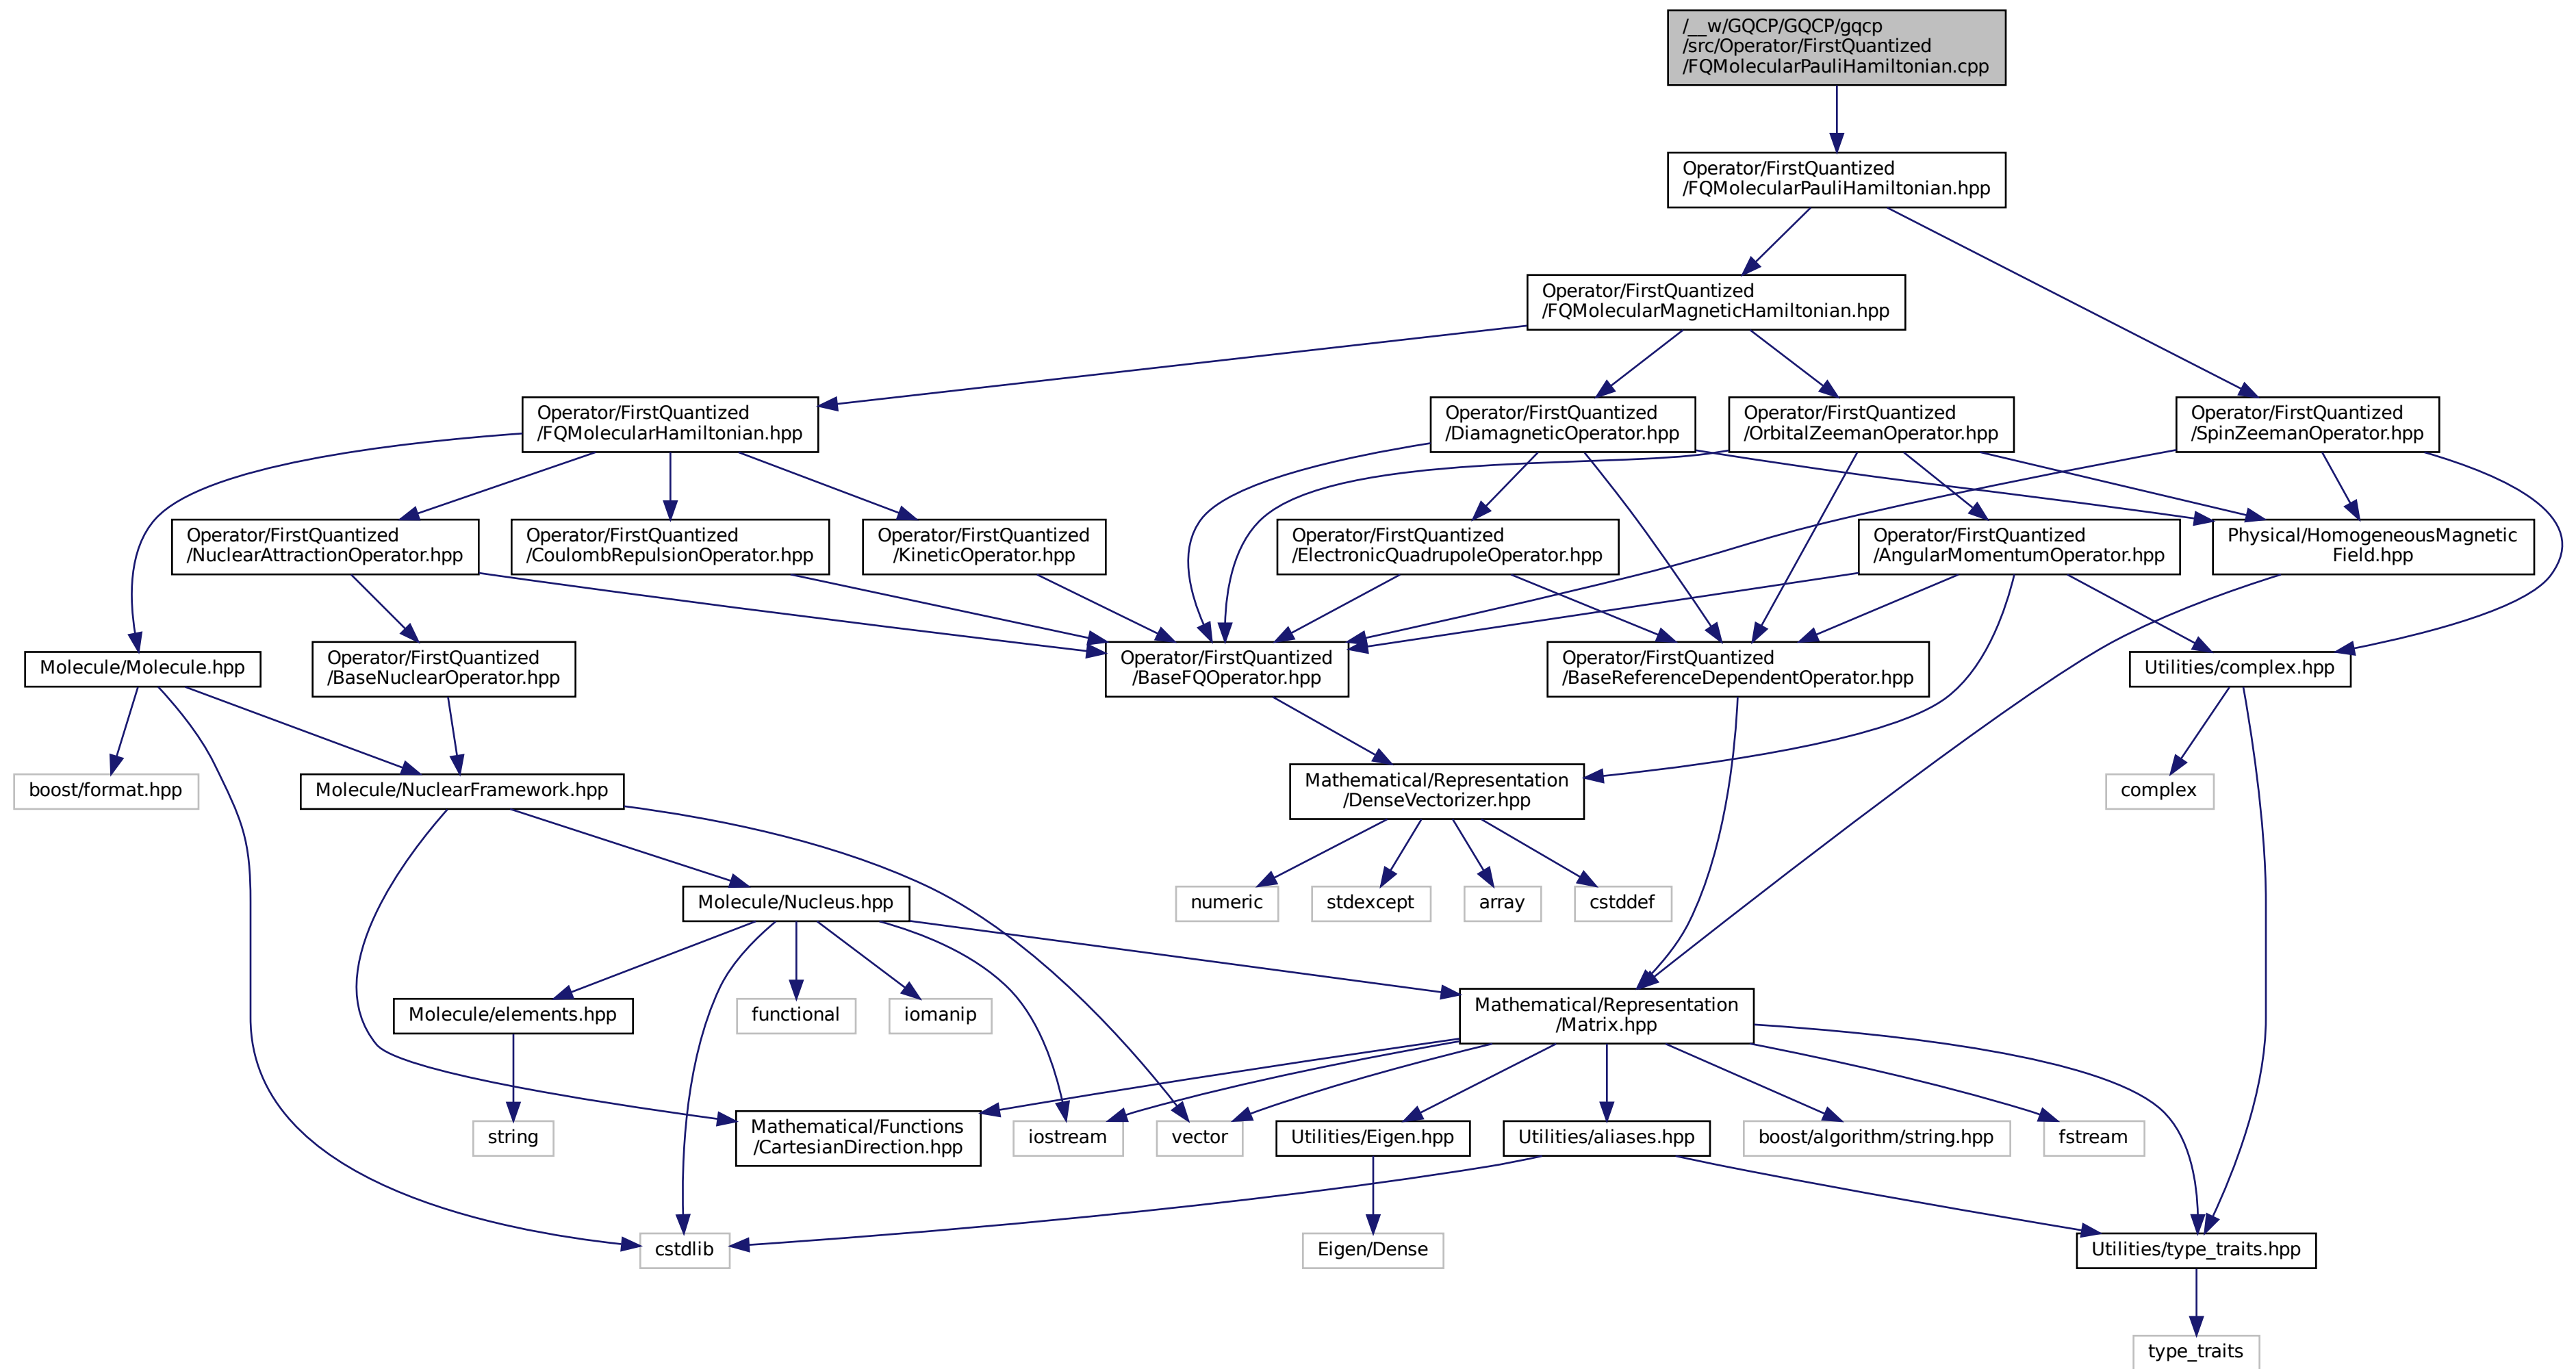 /__w/GQCP/GQCP/gqcp
/src/Operator/FirstQuantized
/FQMolecularPauliHamiltonian.cpp
Operator/FirstQuantized
/FQMolecularPauliHamiltonian.hpp
Operator/FirstQuantized
/FQMolecularMagneticHamiltonian.hpp
Operator/FirstQuantized
/FQMolecularHamiltonian.hpp
Operator/FirstQuantized
/DiamagneticOperator.hpp
Operator/FirstQuantized
/OrbitalZeemanOperator.hpp
Operator/FirstQuantized
/SpinZeemanOperator.hpp
Operator/FirstQuantized
/NuclearAttractionOperator.hpp
Operator/FirstQuantized
/CoulombRepulsionOperator.hpp
Operator/FirstQuantized
/KineticOperator.hpp
Operator/FirstQuantized
/ElectronicQuadrupoleOperator.hpp
Operator/FirstQuantized
/AngularMomentumOperator.hpp
Physical/HomogeneousMagnetic
Field.hpp
Molecule/Molecule.hpp
Operator/FirstQuantized
/BaseNuclearOperator.hpp
Operator/FirstQuantized
/BaseFQOperator.hpp
Operator/FirstQuantized
/BaseReferenceDependentOperator.hpp
Utilities/complex.hpp
boost/format.hpp
Molecule/NuclearFramework.hpp
Mathematical/Representation
/DenseVectorizer.hpp
complex
Molecule/Nucleus.hpp
numeric
stdexcept
array
cstddef
Molecule/elements.hpp
functional
iomanip
Mathematical/Representation
/Matrix.hpp
string
Mathematical/Functions
/CartesianDirection.hpp
iostream
vector
Utilities/Eigen.hpp
Utilities/aliases.hpp
boost/algorithm/string.hpp
fstream
cstdlib
Eigen/Dense
Utilities/type_traits.hpp
type_traits